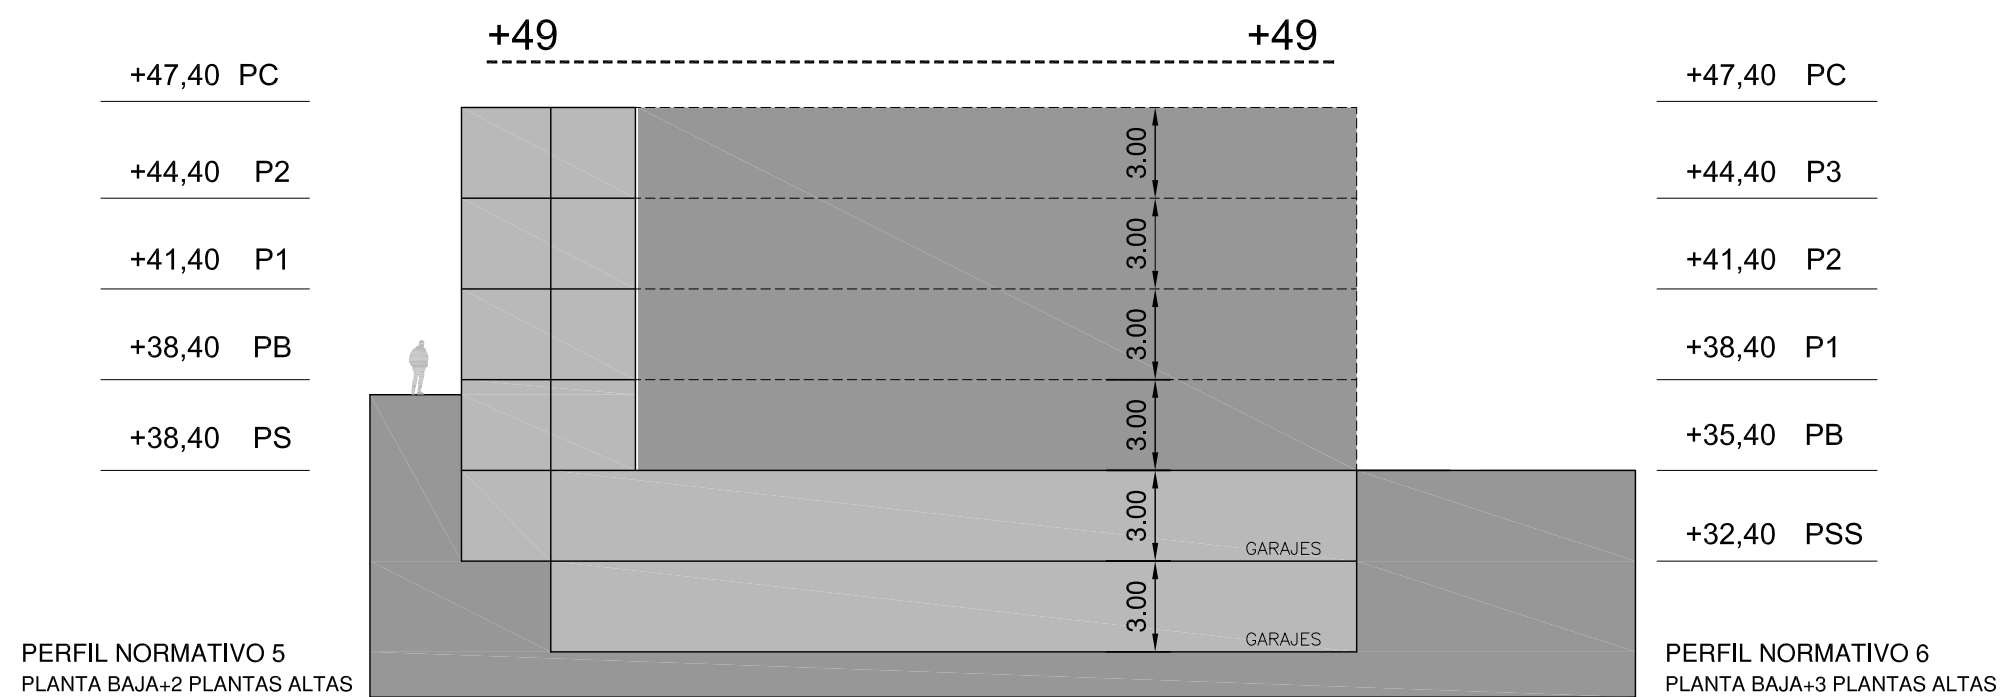 +49 +49
+47,40 PC
+44,40 P2
+41,40 P1
+38,40 PB
+38,40 PS
3.00
3.00
3.00
3.00
3.00
3.00
GARAJES
GARAJES
+47,40 PC
+44,40 P3
+41,40 P2
+38,40 P1
+35,40 PB
+32,40 PSS
PERFIL NORMATIVO 5
PLANTA BAJA+2 PLANTAS ALTAS
PERFIL NORMATIVO 6
PLANTA BAJA+3 PLANTAS ALTAS